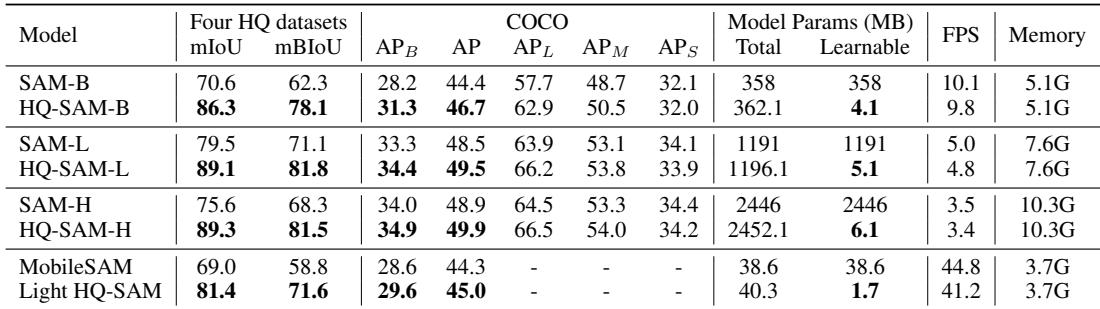 Model Four HQ datasets COCO Model Params (MB) FPS Memory
mIoU mBIoU AP_B AP AP_L AP_M AP_S Total Learnable
SAM-B 70.6 62.3 28.2 44.4 57.7 48.7 32.1 358 358 10.1 5.1G
HQ-SAM-B 86.3 78.1 31.3 46.7 62.9 50.5 32.0 362.1 4.1 9.8 5.1G
SAM-L 79.5 71.1 33.3 48.5 63.9 53.1 34.1 1191 1191 5.0 7.6G
HQ-SAM-L 89.1 81.8 34.4 49.5 66.2 53.8 33.9 1196.1 5.1 4.8 7.6G
SAM-H 75.6 68.3 34.0 48.9 64.5 53.3 34.4 2446 2446 3.5 10.3G
HQ-SAM-H 89.3 81.5 34.9 49.9 66.5 54.0 34.2 2452.1 6.1 3.4 10.3G
MobileSAM 69.0 58.8 28.6 44.3 - - - 38.6 38.6 44.8 3.7G
Light HQ-SAM 81.4 71.6 29.6 45.0 - - - 40.3 1.7 41.2 3.7G